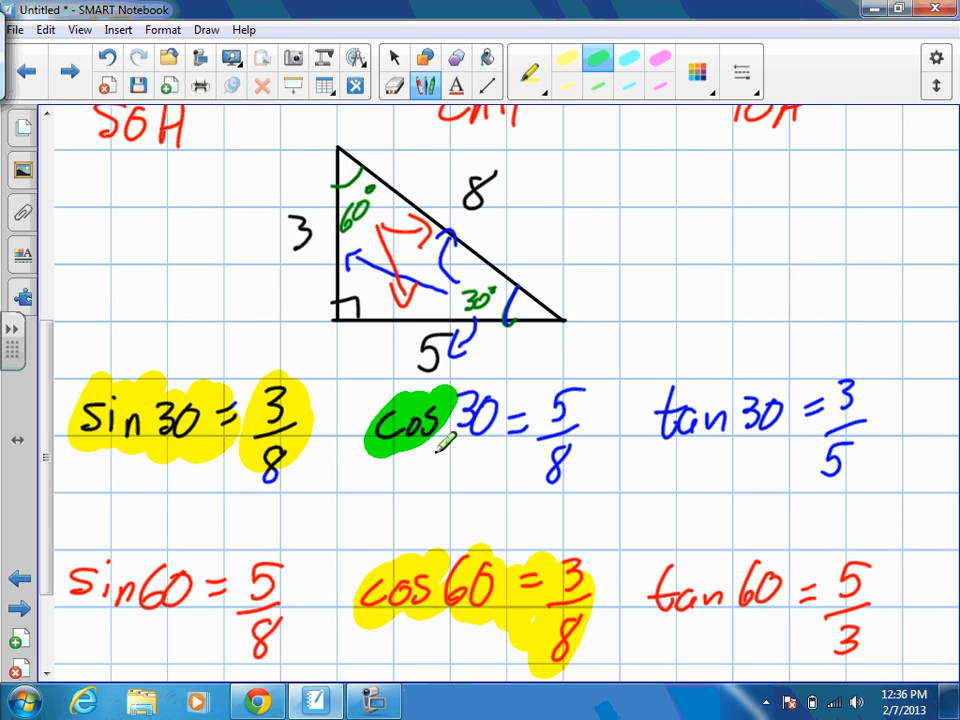 Untitled * - SMART Notebook
File Edit View Insert Format Draw Help
SOH CAH TOA
60°
8
3
30°
5
sin 30 = 3/8 cos 30 = 5/8 tan 30 = 3/5
sin 60 = 5/8 cos 60 = 3/8 tan 60 = 5/3
12:36 PM
2/7/2013